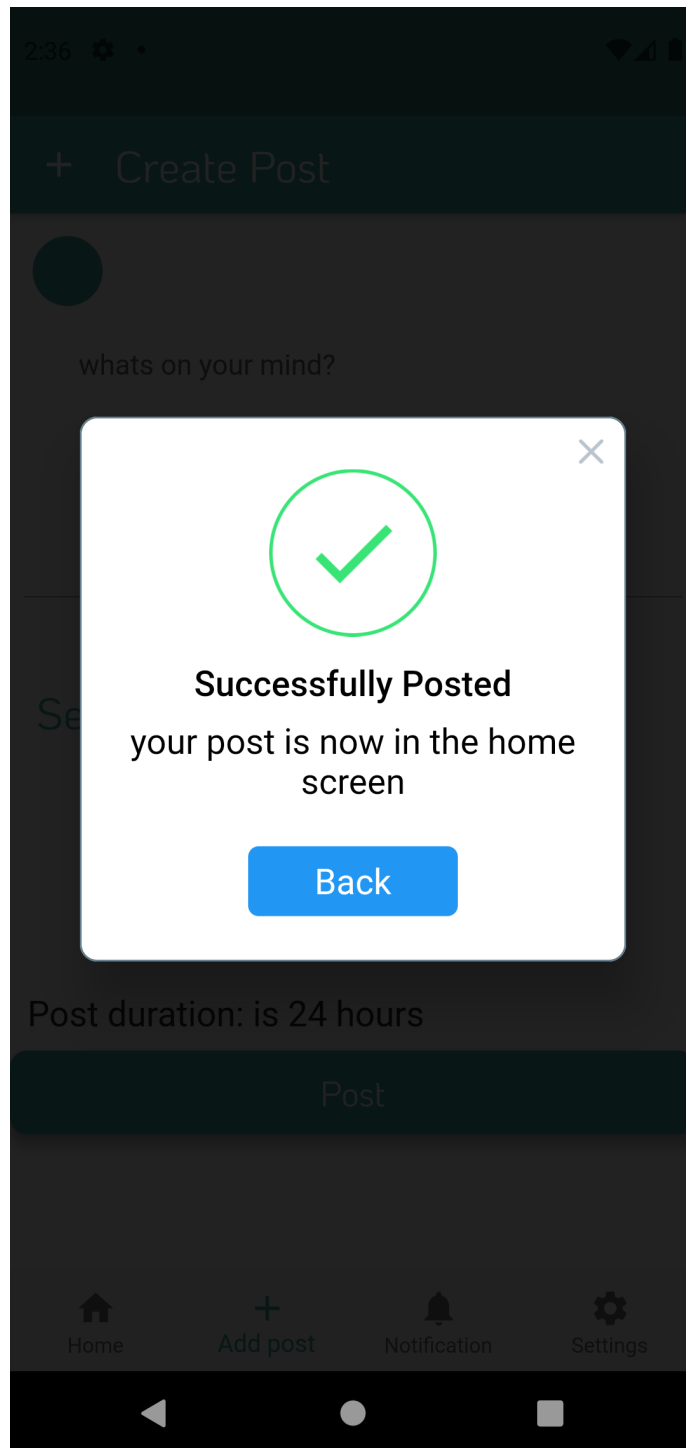 2:36
Create Post
whats on your mind?
Successfully Posted
Se
your post is now in the home
screen
Back
Post duration: is 24 hours
Post
Home
Add post
Notification
Settings